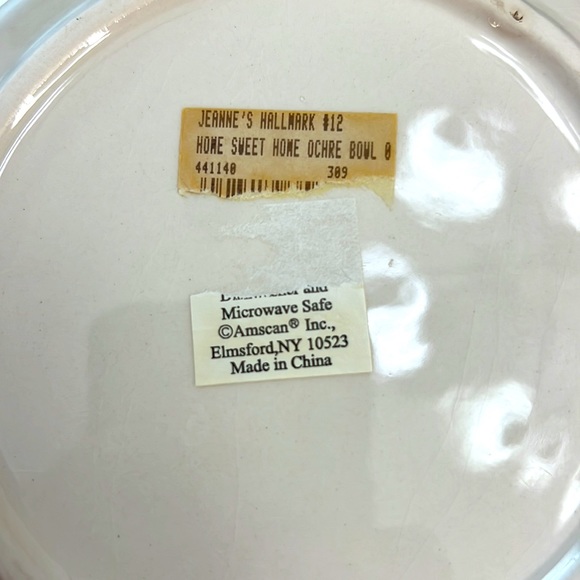 JEANNE'S HALLMARK #12
HOME SWEET HOME OCHRE BOWL 0
441140 309
and
Microwave Safe
©Amscan® Inc.,
Elmsford,NY 10523
Made in China